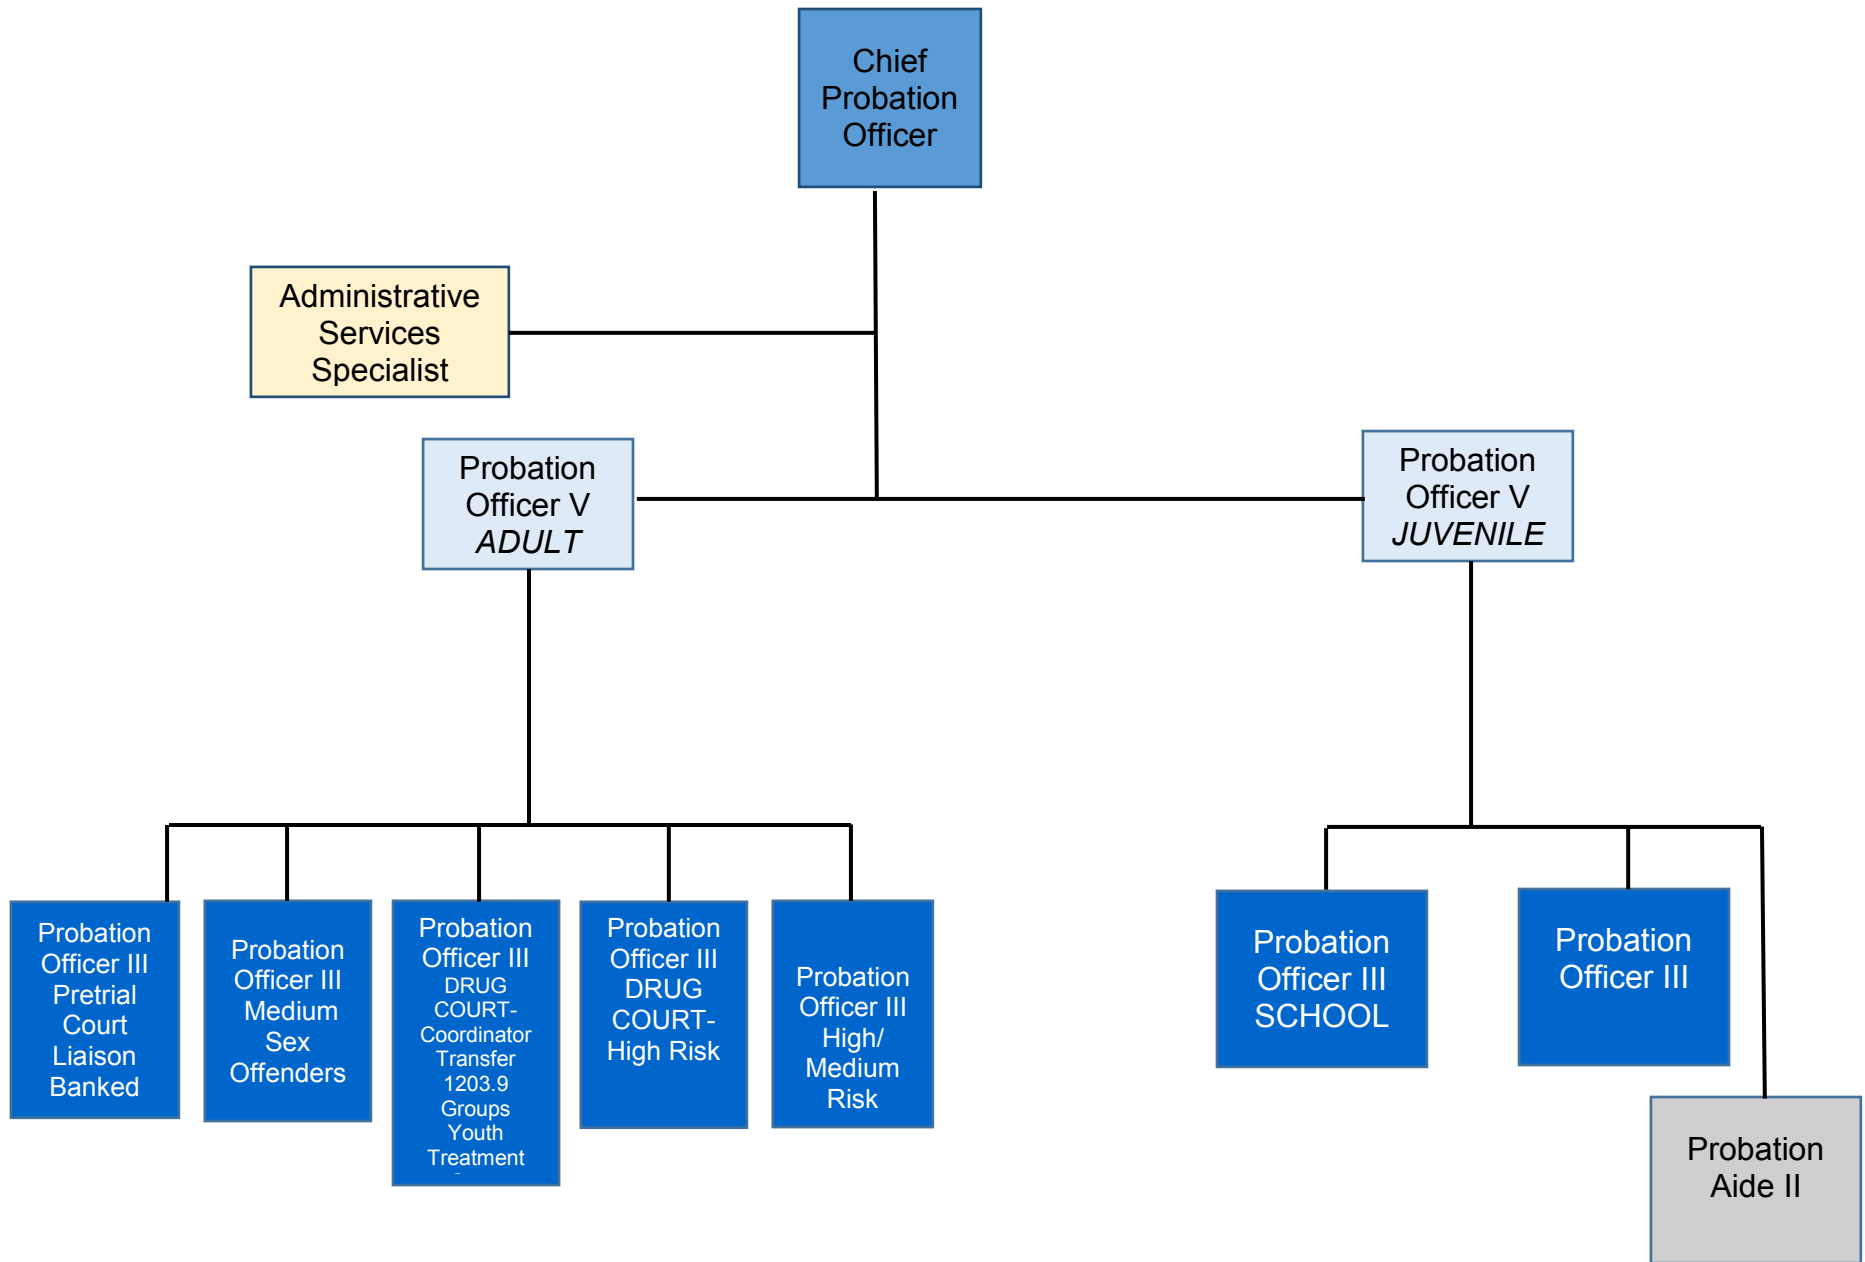 Chief
Probation
Officer
Administrative
Services
Specialist
Probation
Officer V
ADULT
Probation
Officer V
JUVENILE
Probation
Officer III
Pretrial
Court
Liaison
Banked
Probation
Officer III
Medium
Sex
Offenders
Probation
Officer III
DRUG
COURT-
Coordinator
Transfer
1203.9
Groups
Youth
Treatment
Probation
Officer III
DRUG
COURT-
High Risk
Probation
Officer III
High/
Medium
Risk
Probation
Officer III
SCHOOL
Probation
Officer III
Probation
Aide II